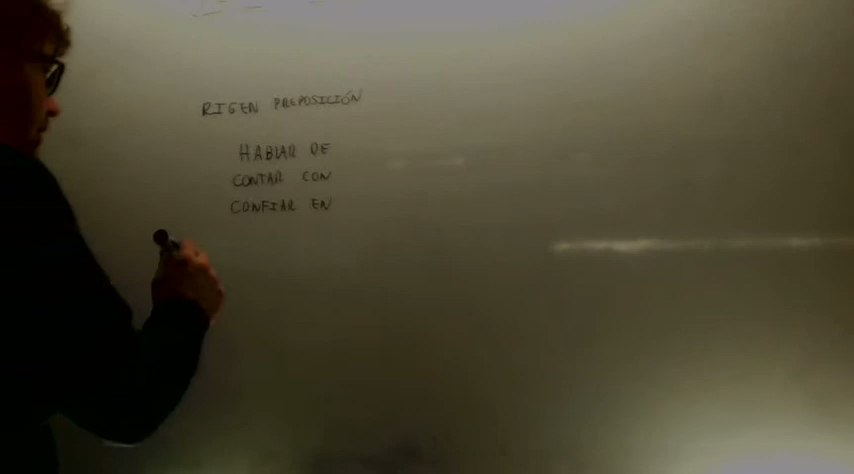 RIGEN PREPOSICIÓN
HABLAR DE
CONTAR CON
CONFIAR EN